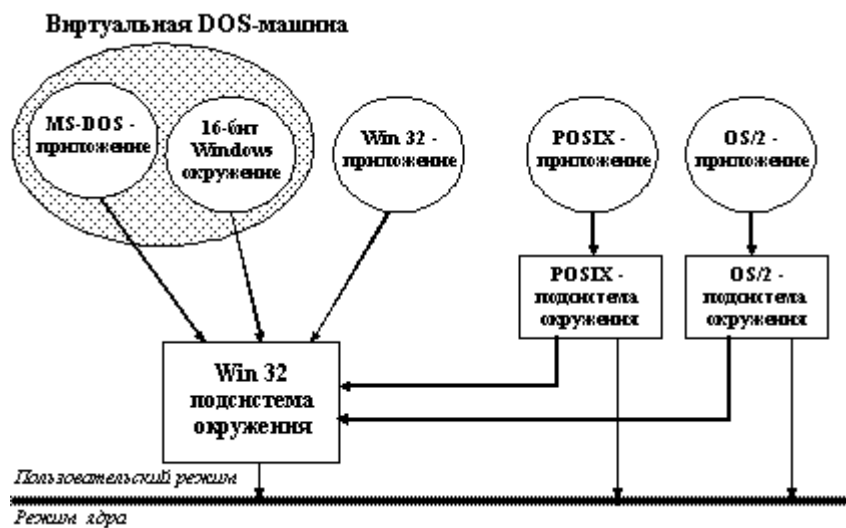 Виртуальная DOS-машина
MS-DOS -
приложение
16-бит
Windows
окружение
Win 32 -
приложение
POSIX -
приложение
OS/2 -
приложение
POSIX -
подсистема
окружения
OS/2 -
подсистема
окружения
Win 32
подсистема
окружения
Пользовательский режим
Режим ядра